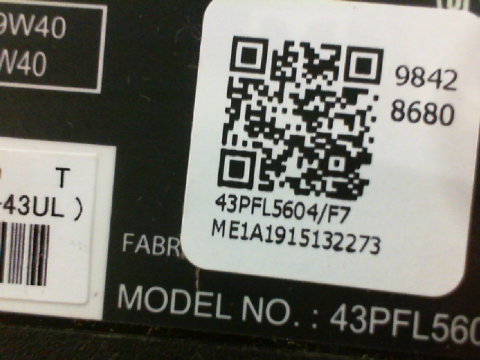 9W40
W40
9842
8680
T
-43UL )
43PFL5604/F7
ME1A1915132273
FABR
MODEL NO. : 43PFL560